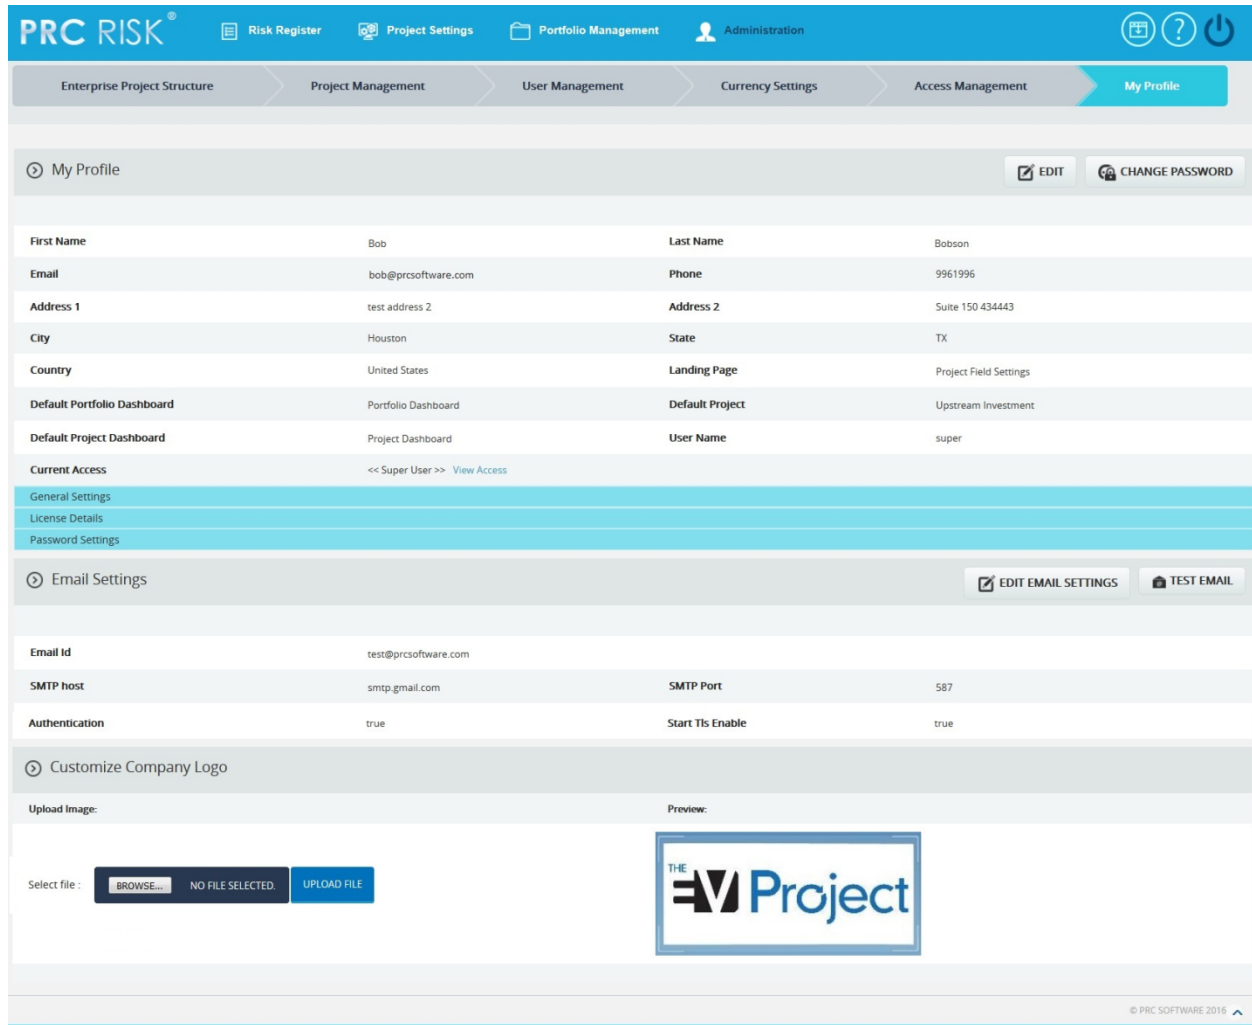 PRC RISK® Risk Register Project Settings Portfolio Management Administration
Enterprise Project Structure Project Management User Management Currency Settings Access Management My Profile
My Profile EDIT CHANGE PASSWORD
First Name Bob Last Name Bobson
Email bob@prcsoftware.com Phone 9961996
Address 1 test address 2 Address 2 Suite 150 434443
City Houston State TX
Country United States Landing Page Project Field Settings
Default Portfolio Dashboard Portfolio Dashboard Default Project Upstream Investment
Default Project Dashboard Project Dashboard User Name super
Current Access << Super User >> View Access
General Settings
License Details
Password Settings
Email Settings EDIT EMAIL SETTINGS TEST EMAIL
Email Id test@prcsoftware.com
SMTP host smtp.gmail.com SMTP Port 587
Authentication true Start Tls Enable true
Customize Company Logo
Upload Image: Preview:
Select file : BROWSE... NO FILE SELECTED. UPLOAD FILE THE EV Project
© PRC SOFTWARE 2016